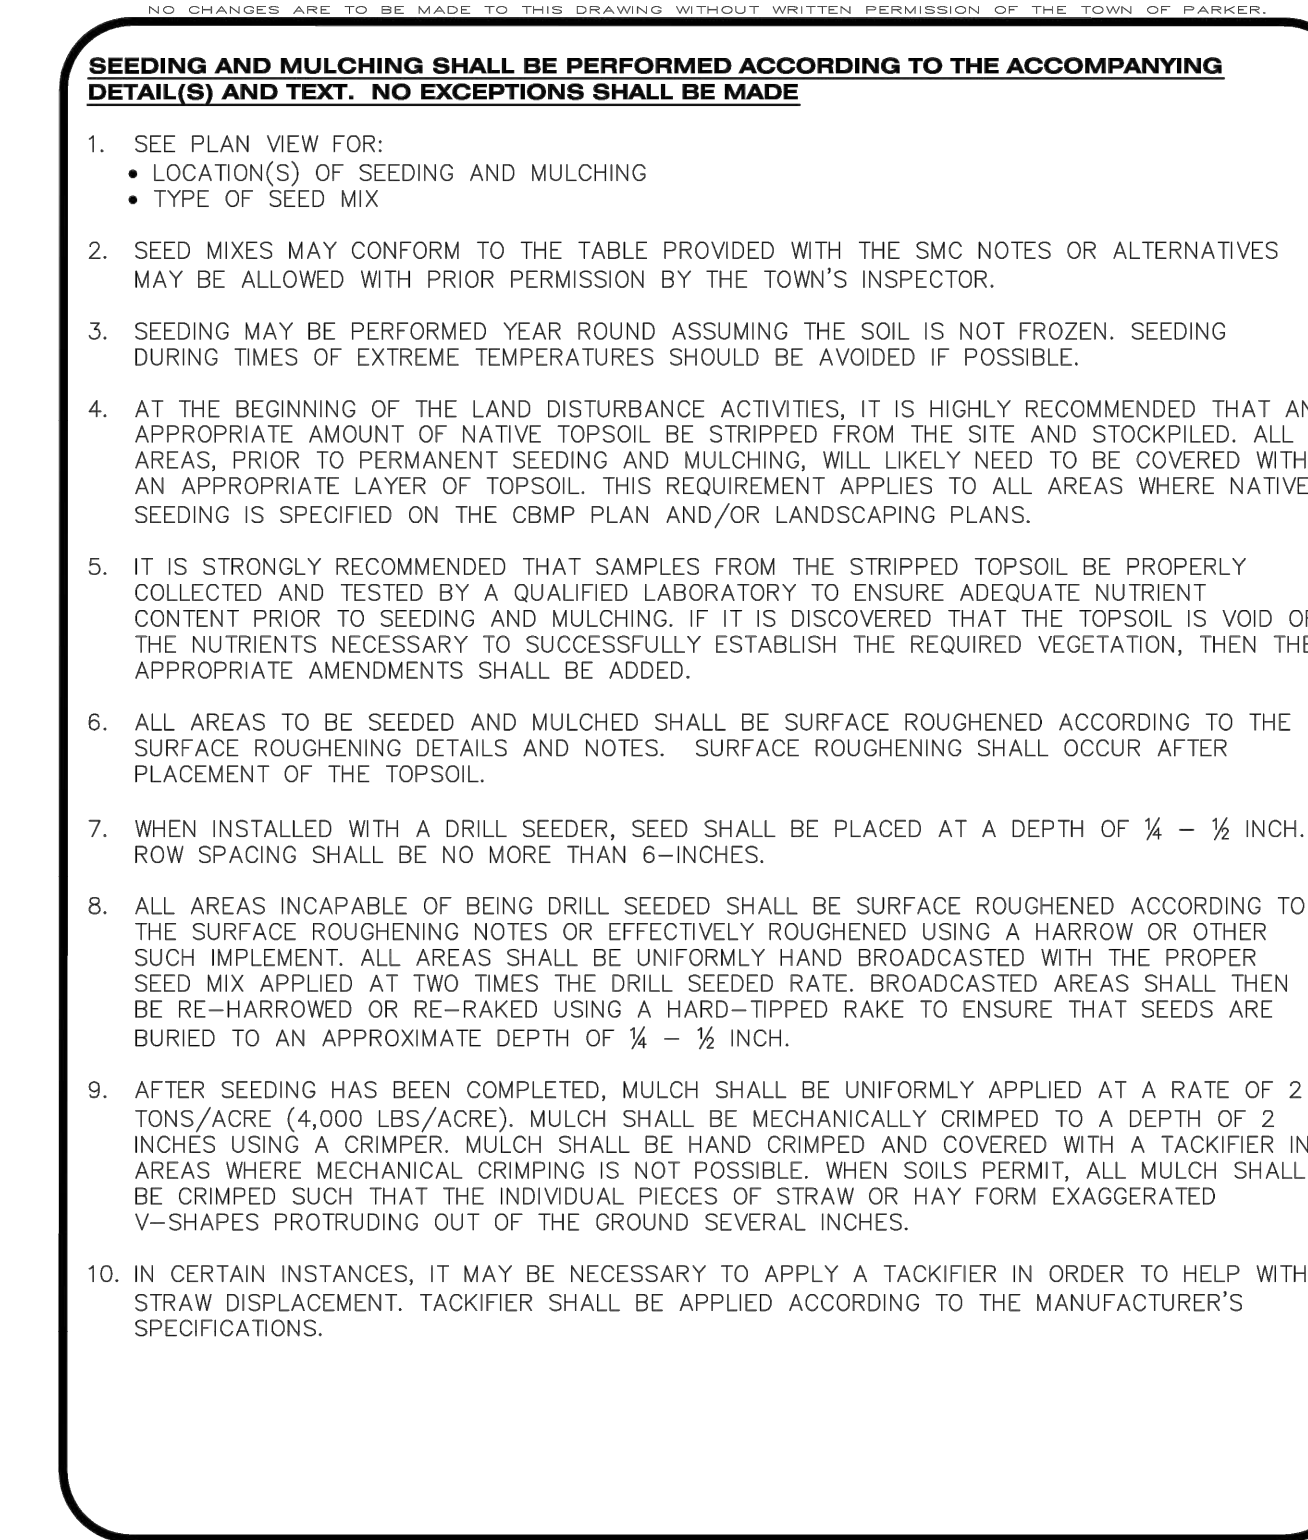 NO CHANGES ARE TO BE MADE TO THIS DRAWING WITHOUT WRITTEN PERMISSION OF THE TOWN OF PARKER.
SEEDING AND MULCHING SHALL BE PERFORMED ACCORDING TO THE ACCOMPANYING
DETAIL(S) AND TEXT. NO EXCEPTIONS SHALL BE MADE
1. SEE PLAN VIEW FOR:
• LOCATION(S) OF SEEDING AND MULCHING
• TYPE OF SEED MIX
2. SEED MIXES MAY CONFORM TO THE TABLE PROVIDED WITH THE SMC NOTES OR ALTERNATIVES
MAY BE ALLOWED WITH PRIOR PERMISSION BY THE TOWN'S INSPECTOR.
3. SEEDING MAY BE PERFORMED YEAR ROUND ASSUMING THE SOIL IS NOT FROZEN. SEEDING
DURING TIMES OF EXTREME TEMPERATURES SHOULD BE AVOIDED IF POSSIBLE.
4. AT THE BEGINNING OF THE LAND DISTURBANCE ACTIVITIES, IT IS HIGHLY RECOMMENDED THAT AN
APPROPRIATE AMOUNT OF NATIVE TOPSOIL BE STRIPPED FROM THE SITE AND STOCKPILED. ALL
AREAS, PRIOR TO PERMANENT SEEDING AND MULCHING, WILL LIKELY NEED TO BE COVERED WITH
AN APPROPRIATE LAYER OF TOPSOIL. THIS REQUIREMENT APPLIES TO ALL AREAS WHERE NATIVE
SEEDING IS SPECIFIED ON THE CBMP PLAN AND/OR LANDSCAPING PLANS.
5. IT IS STRONGLY RECOMMENDED THAT SAMPLES FROM THE STRIPPED TOPSOIL BE PROPERLY
COLLECTED AND TESTED BY A QUALIFIED LABORATORY TO ENSURE ADEQUATE NUTRIENT
CONTENT PRIOR TO SEEDING AND MULCHING. IF IT IS DISCOVERED THAT THE TOPSOIL IS VOID OF
THE NUTRIENTS NECESSARY TO SUCCESSFULLY ESTABLISH THE REQUIRED VEGETATION, THEN THE
APPROPRIATE AMENDMENTS SHALL BE ADDED.
6. ALL AREAS TO BE SEEDED AND MULCHED SHALL BE SURFACE ROUGHENED ACCORDING TO THE
SURFACE ROUGHENING DETAILS AND NOTES. SURFACE ROUGHENING SHALL OCCUR AFTER
PLACEMENT OF THE TOPSOIL.
7. WHEN INSTALLED WITH A DRILL SEEDER, SEED SHALL BE PLACED AT A DEPTH OF ¼ – ½ INCH.
ROW SPACING SHALL BE NO MORE THAN 6–INCHES.
8. ALL AREAS INCAPABLE OF BEING DRILL SEEDED SHALL BE SURFACE ROUGHENED ACCORDING TO
THE SURFACE ROUGHENING NOTES OR EFFECTIVELY ROUGHENED USING A HARROW OR OTHER
SUCH IMPLEMENT. ALL AREAS SHALL BE UNIFORMLY HAND BROADCASTED WITH THE PROPER
SEED MIX APPLIED AT TWO TIMES THE DRILL SEEDED RATE. BROADCASTED AREAS SHALL THEN
BE RE–HARROWED OR RE–RAKED USING A HARD–TIPPED RAKE TO ENSURE THAT SEEDS ARE
BURIED TO AN APPROXIMATE DEPTH OF ¼ – ½ INCH.
9. AFTER SEEDING HAS BEEN COMPLETED, MULCH SHALL BE UNIFORMLY APPLIED AT A RATE OF 2
TONS/ACRE (4,000 LBS/ACRE). MULCH SHALL BE MECHANICALLY CRIMPED TO A DEPTH OF 2
INCHES USING A CRIMPER. MULCH SHALL BE HAND CRIMPED AND COVERED WITH A TACKIFIER IN
AREAS WHERE MECHANICAL CRIMPING IS NOT POSSIBLE. WHEN SOILS PERMIT, ALL MULCH SHALL
BE CRIMPED SUCH THAT THE INDIVIDUAL PIECES OF STRAW OR HAY FORM EXAGGERATED
V–SHAPES PROTRUDING OUT OF THE GROUND SEVERAL INCHES.
10. IN CERTAIN INSTANCES, IT MAY BE NECESSARY TO APPLY A TACKIFIER IN ORDER TO HELP WITH
STRAW DISPLACEMENT. TACKIFIER SHALL BE APPLIED ACCORDING TO THE MANUFACTURER'S
SPECIFICATIONS.